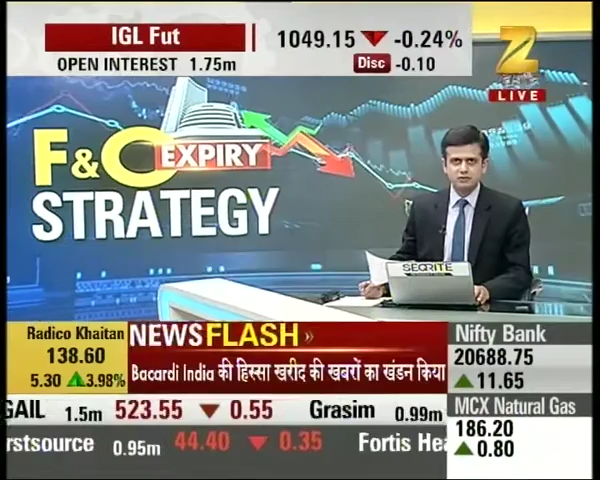 IGL Fut
OPEN INTEREST 1.75m
1049.15 -0.24%
Disc -0.10
LIVE
F&O
EXPIRY
STRATEGY
SEQRITE
Radico Khaitan
138.60
5.30 3.98%
NEWS FLASH
Bacardi India की हिस्सा खरीद की खबरों का खंडन किया
Nifty Bank
20688.75
11.65
MCX Natural Gas
186.20
0.80
GAIL 1.5m 523.55 0.55 Grasim 0.99m
rstsource 0.95m 44.40 0.35 Fortis Hea